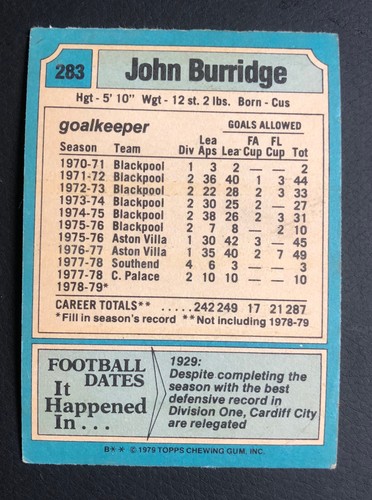 283 John Burridge
Hgt - 5' 10" Wgt - 12 st. 2 lbs. Born - Cus
goalkeeper GOALS ALLOWED
Lea Lea FA FL
Season Team Div Aps Lea Cup Cup Tot
1970-71 Blackpool 1 3 2 — — 2
1971-72 Blackpool 2 36 40 1 3 44
1972-73 Blackpool 2 22 28 2 3 33
1973-74 Blackpool 2 30 25 2 — 27
1974-75 Blackpool 2 38 26 2 3 31
1975-76 Blackpool 2 7 8 — 2 10
1975-76 Aston Villa 1 30 42 3 — 45
1976-77 Aston Villa 1 35 40 2 7 49
1977-78 Southend 4 6 3 — — 3
1977-78 C. Palace 2 10 10 — — 10
1978-79*
CAREER TOTALS** ..... 242 249 17 21 287
*Fill in season's record **Not including 1978-79
FOOTBALL
DATES
It
Happened
In . . .
1929:
Despite completing the
season with the best
defensive record in
Division One, Cardiff City
are relegated
B** © 1979 TOPPS CHEWING GUM, INC.